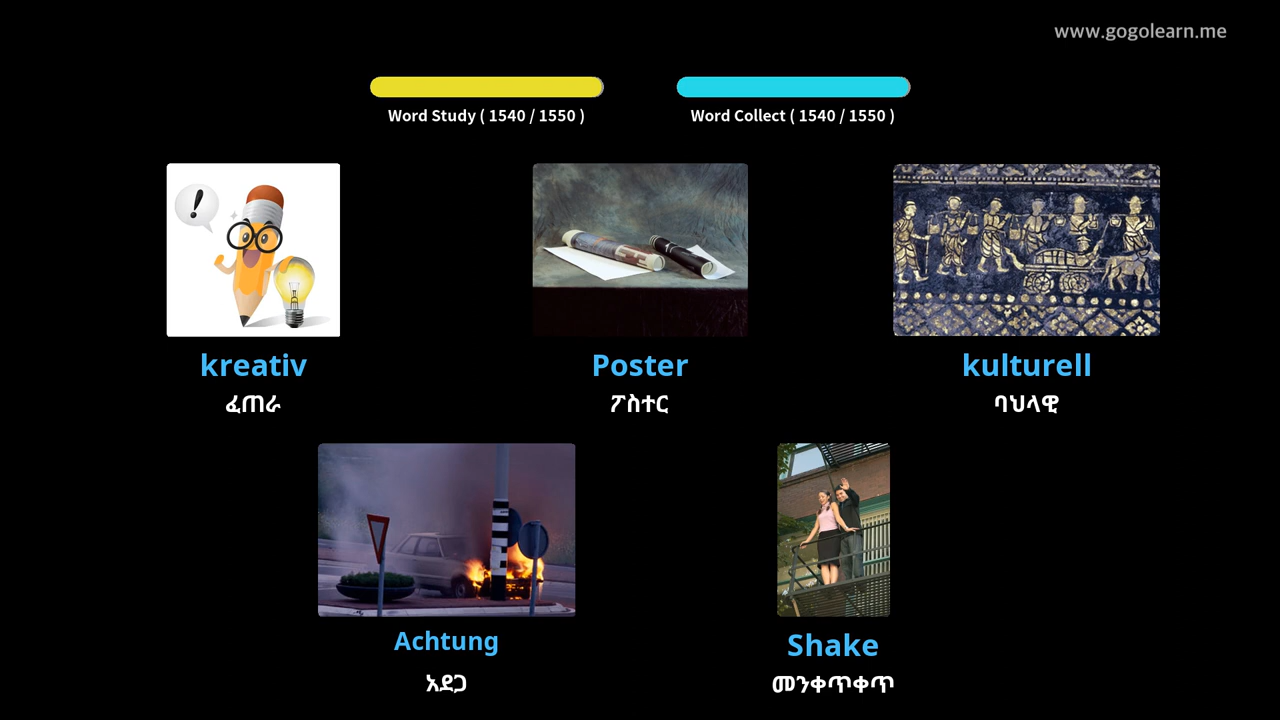 www.gogolearn.me
Word Study ( 1540 / 1550 )
Word Collect ( 1540 / 1550 )
kreativ
ፈጠራ
Poster
ፖስተር
kulturell
ባህላዊ
Achtung
አደጋ
Shake
መንቀጥቀጥ